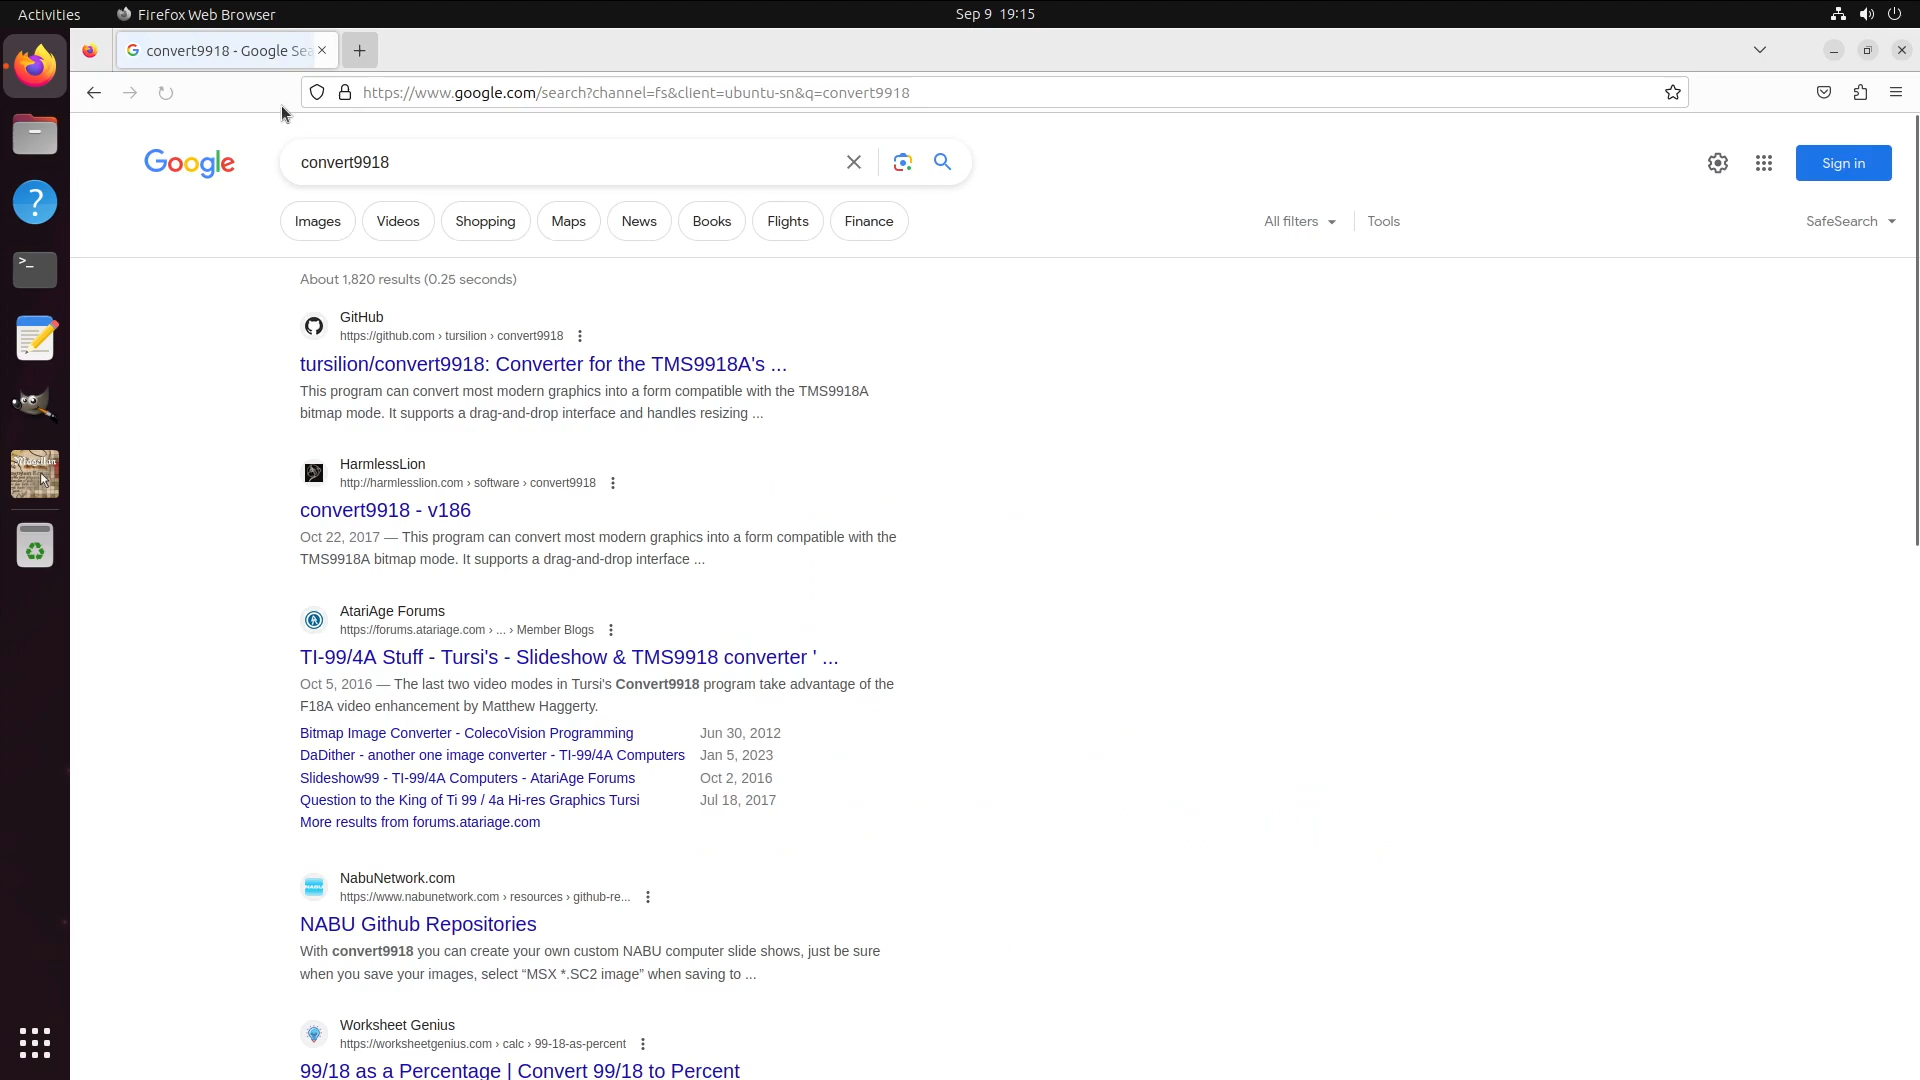 Activities
Firefox Web Browser
Sep 9 19:15
convert9918 - Google Sea
https://www.google.com/search?channel=fs&client=ubuntu-sn&q=convert9918
Google
convert9918
Sign in
Images
Videos
Shopping
Maps
News
Books
Flights
Finance
All filters
Tools
SafeSearch
About 1,820 results (0.25 seconds)
GitHub
https://github.com › tursilion › convert9918
tursilion/convert9918: Converter for the TMS9918A's ...
This program can convert most modern graphics into a form compatible with the TMS9918A
bitmap mode. It supports a drag-and-drop interface and handles resizing ...
HarmlessLion
http://harmlesslion.com › software › convert9918
convert9918 - v186
Oct 22, 2017 — This program can convert most modern graphics into a form compatible with the
TMS9918A bitmap mode. It supports a drag-and-drop interface ...
AtariAge Forums
https://forums.atariage.com › ... › Member Blogs
TI-99/4A Stuff - Tursi's - Slideshow & TMS9918 converter ' ...
Oct 5, 2016 — The last two video modes in Tursi's Convert9918 program take advantage of the
F18A video enhancement by Matthew Haggerty.
Bitmap Image Converter - ColecoVision Programming Jun 30, 2012
DaDither - another one image converter - TI-99/4A Computers Jan 5, 2023
Slideshow99 - TI-99/4A Computers - AtariAge Forums Oct 2, 2016
Question to the King of Ti 99 / 4a Hi-res Graphics Tursi Jul 18, 2017
More results from forums.atariage.com
NabuNetwork.com
https://www.nabunetwork.com › resources › github-re...
NABU Github Repositories
With convert9918 you can create your own custom NABU computer slide shows, just be sure
when you save your images, select “MSX *.SC2 image” when saving to ...
Worksheet Genius
https://worksheetgenius.com › calc › 99-18-as-percent
99/18 as a Percentage | Convert 99/18 to Percent